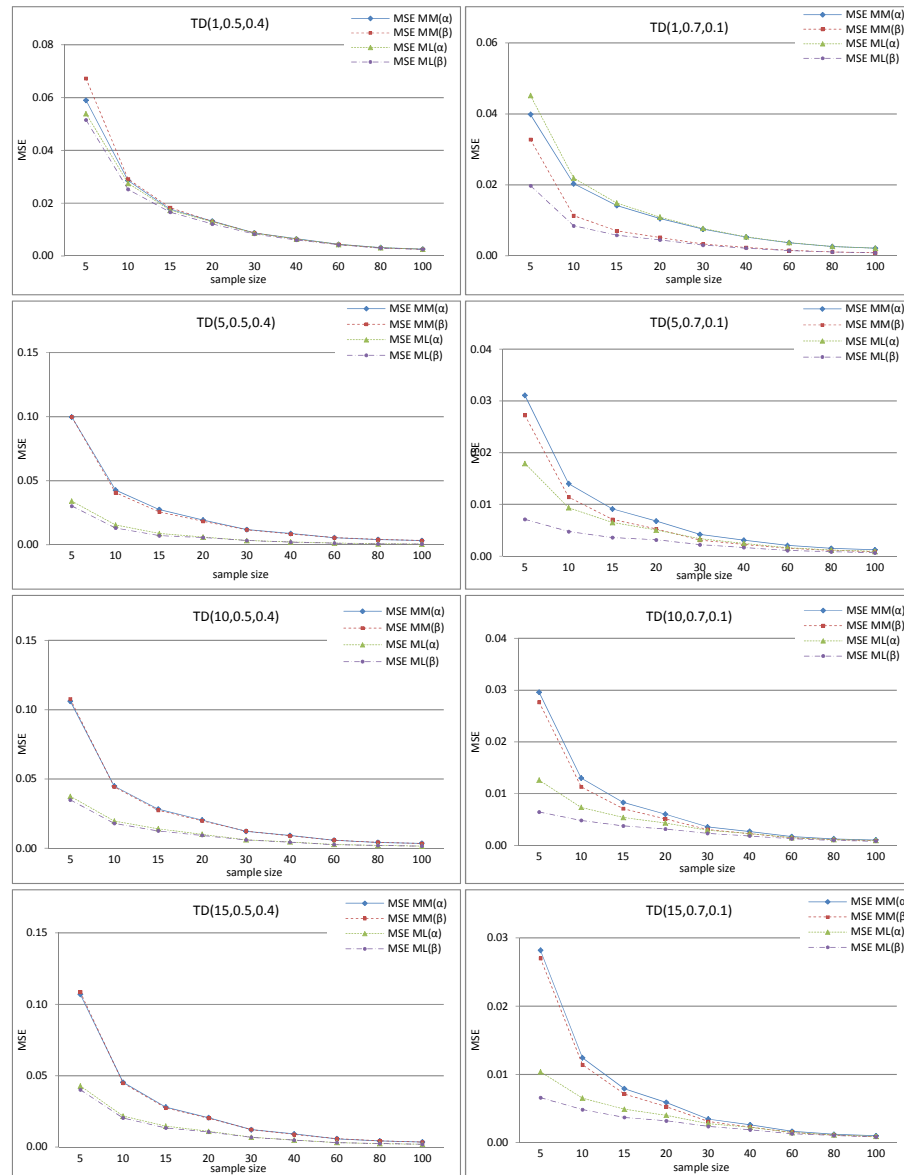 TD(1,0.5,0.4)
MSE MM(α)
MSE MM(β)
MSE ML(α)
MSE ML(β)
0.08
0.06
0.04
0.02
0.00
MSE
5 10 15 20 30 40 60 80 100
sample size
TD(1,0.7,0.1)
MSE MM(α)
MSE MM(β)
MSE ML(α)
MSE ML(β)
0.06
0.04
0.02
0.00
MSE
5 10 15 20 30 40 60 80 100
sample size
TD(5,0.5,0.4)
MSE MM(α)
MSE MM(β)
MSE ML(α)
MSE ML(β)
0.15
0.10
0.05
0.00
MSE
5 10 15 20 30 40 60 80 100
sample size
TD(5,0.7,0.1)
MSE MM(α)
MSE MM(β)
MSE ML(α)
MSE ML(β)
0.04
0.03
0.02
0.01
0.00
MSE
5 10 15 20 30 40 60 80 100
sample size
TD(10,0.5,0.4)
MSE MM(α)
MSE MM(β)
MSE ML(α)
MSE ML(β)
0.15
0.10
0.05
0.00
MSE
5 10 15 20 30 40 60 80 100
sample size
TD(10,0.7,0.1)
MSE MM(α)
MSE MM(β)
MSE ML(α)
MSE ML(β)
0.04
0.03
0.02
0.01
0.00
MSE
5 10 15 20 30 40 60 80 100
sample size
TD(15,0.5,0.4)
MSE MM(α)
MSE MM(β)
MSE ML(α)
MSE ML(β)
0.15
0.10
0.05
0.00
MSE
5 10 15 20 30 40 60 80 100
sample size
TD(15,0.7,0.1)
MSE MM(α)
MSE MM(β)
MSE ML(α)
MSE ML(β)
0.03
0.02
0.01
0.00
MSE
5 10 15 20 30 40 60 80 100
sample size